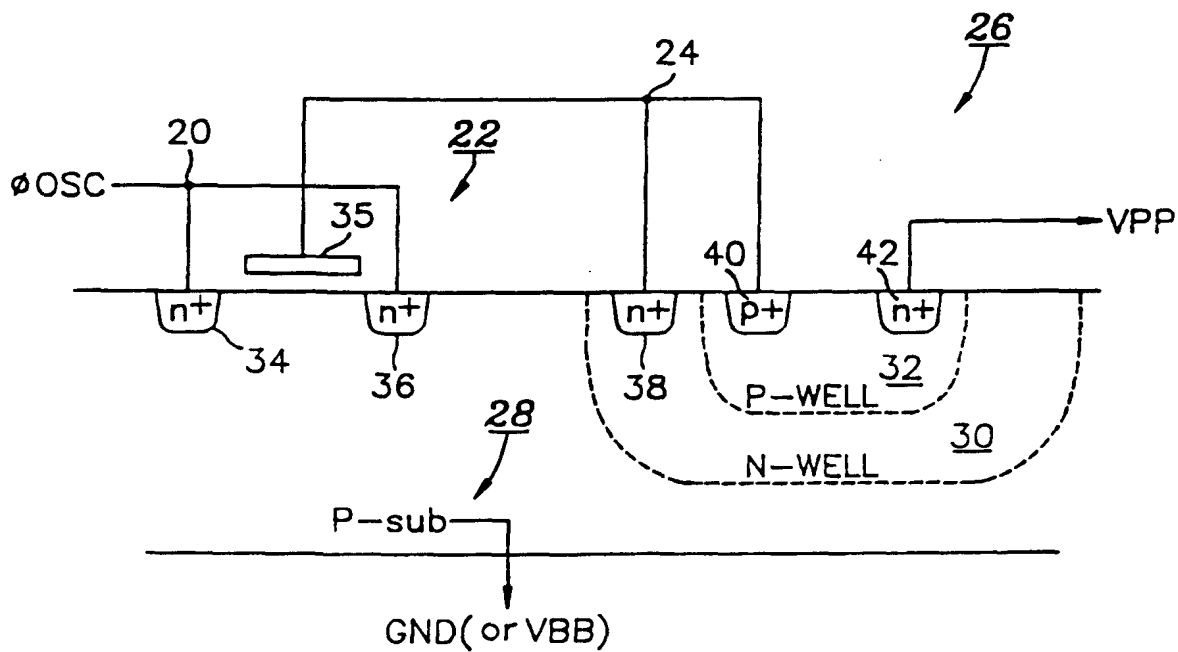 26
24
20
22
øOSC
35
VPP
40
42
n+
n+
n+
p+
n+
34
36
38
32
P-WELL
28
30
N-WELL
P-sub
GND(or VBB)